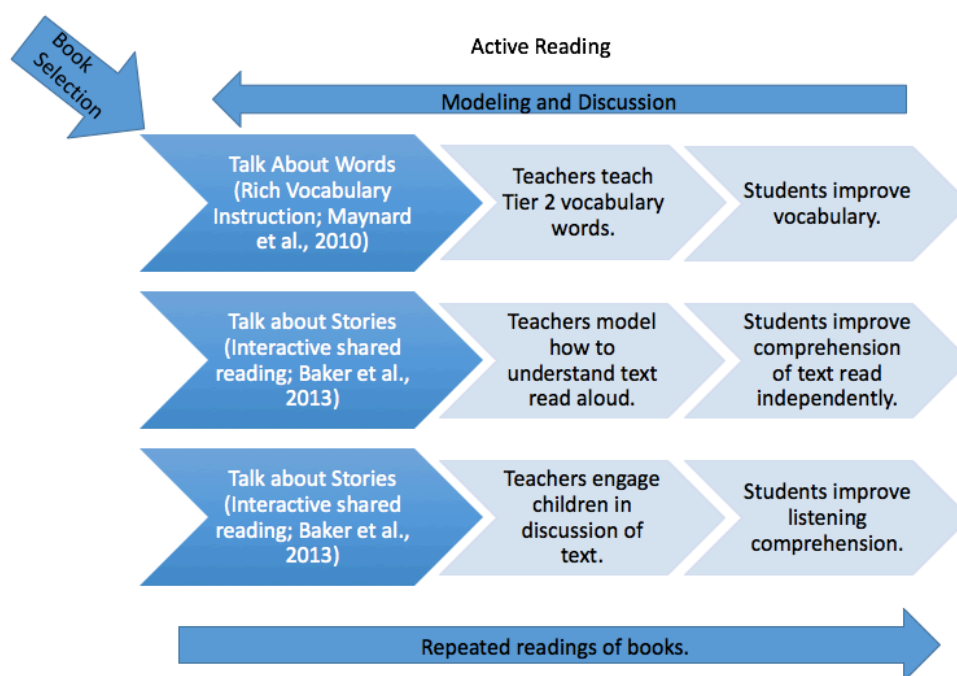 Book
Selection
Active Reading
Modeling and Discussion
Talk About Words
(Rich Vocabulary
Instruction; Maynard
et al., 2010)
Teachers teach
Tier 2 vocabulary
words.
Students improve
vocabulary.
Talk about Stories
(Interactive shared
reading; Baker et al.,
2013)
Teachers model
how to
understand text
read aloud.
Students improve
comprehension
of text read
independently.
Talk about Stories
(Interactive shared
reading; Baker et al.,
2013)
Teachers engage
children in
discussion of
text.
Students improve
listening
comprehension.
Repeated readings of books.